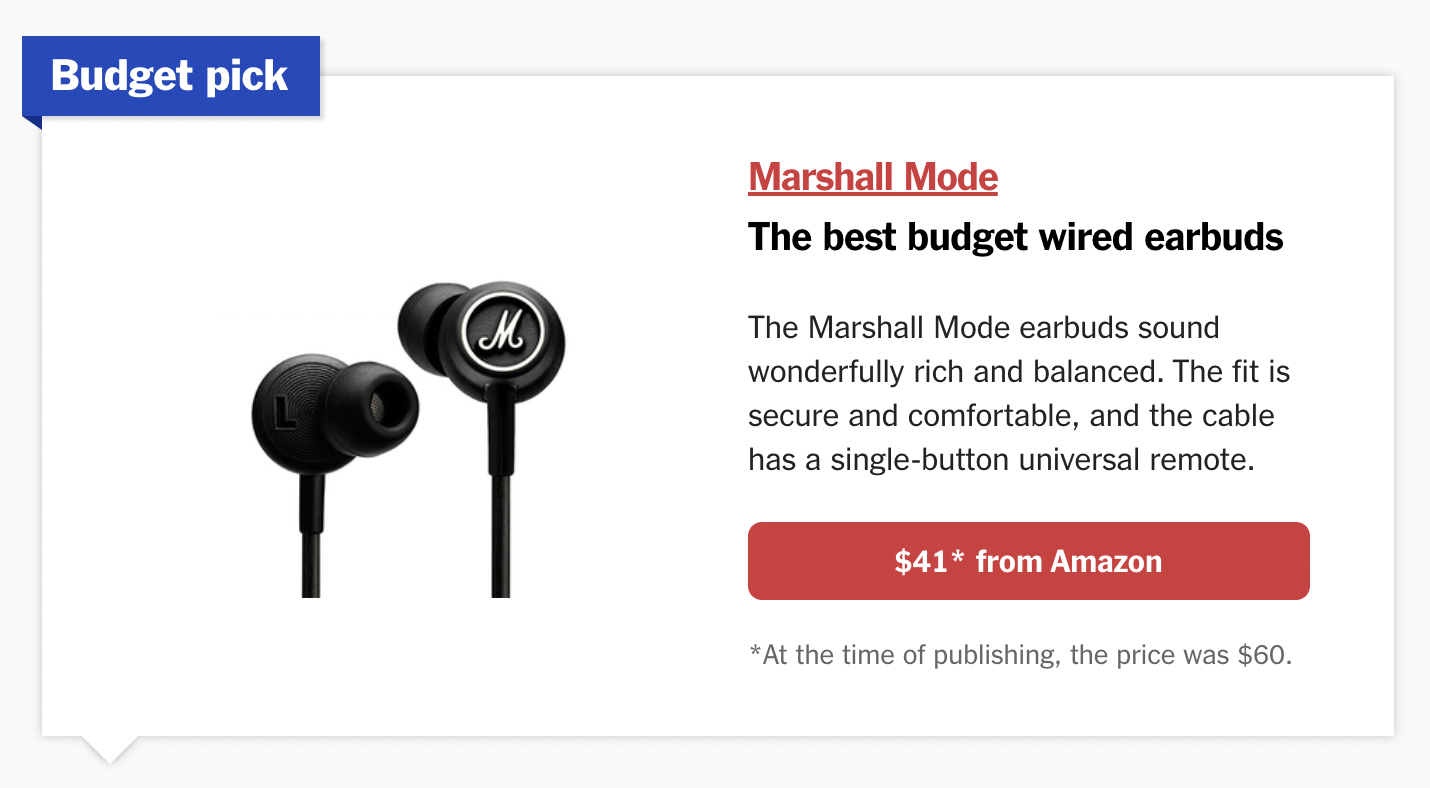 Budget pick
Marshall Mode
The best budget wired earbuds
The Marshall Mode earbuds sound
wonderfully rich and balanced. The fit is
secure and comfortable, and the cable
has a single-button universal remote.
M
L
$41* from Amazon
*At the time of publishing, the price was $60.